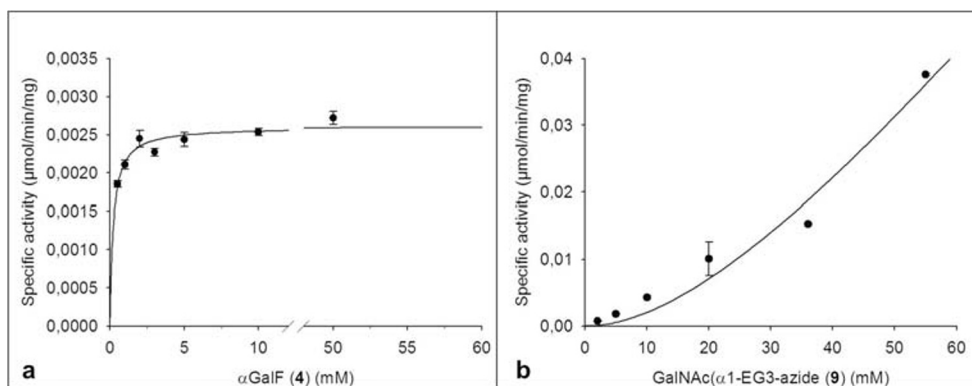 Specific activity (µmol/min/mg)
0,0035
0,0030
0,0025
0,0020
0,0015
0,0010
0,0005
0,0000
0 5 10 50 60
a
αGalF (4) (mM)
Specific activity (µmol/min/mg)
0,04
0,03
0,02
0,01
0,00
0 10 20 30 40 50 60
b
GalNAc(α1-EG3-azide (9) (mM)